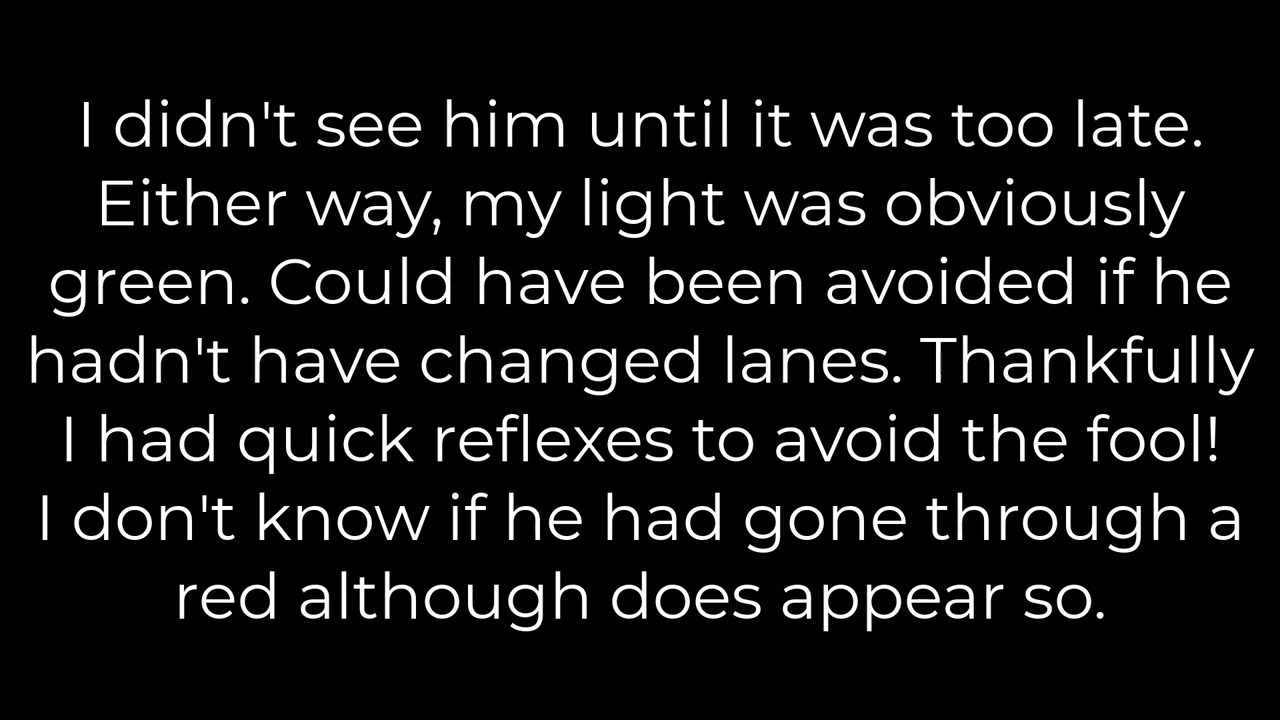 I didn't see him until it was too late.
Either way, my light was obviously
green. Could have been avoided if he
hadn't have changed lanes. Thankfully
I had quick reflexes to avoid the fool!
I don't know if he had gone through a
red although does appear so.